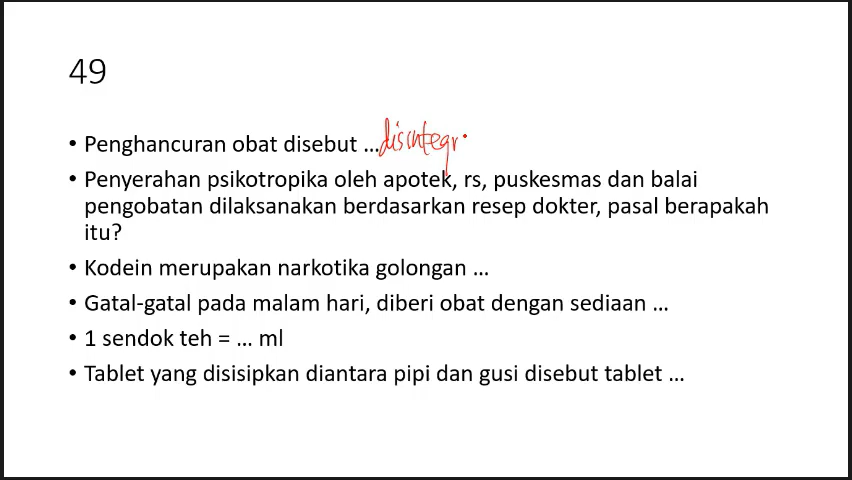 49
• Penghancuran obat disebut ... disintegr
• Penyerahan psikotropika oleh apotek, rs, puskesmas dan balai
pengobatan dilaksanakan berdasarkan resep dokter, pasal berapakah
itu?
• Kodein merupakan narkotika golongan ...
• Gatal-gatal pada malam hari, diberi obat dengan sediaan ...
• 1 sendok teh = ... ml
• Tablet yang disisipkan diantara pipi dan gusi disebut tablet ...